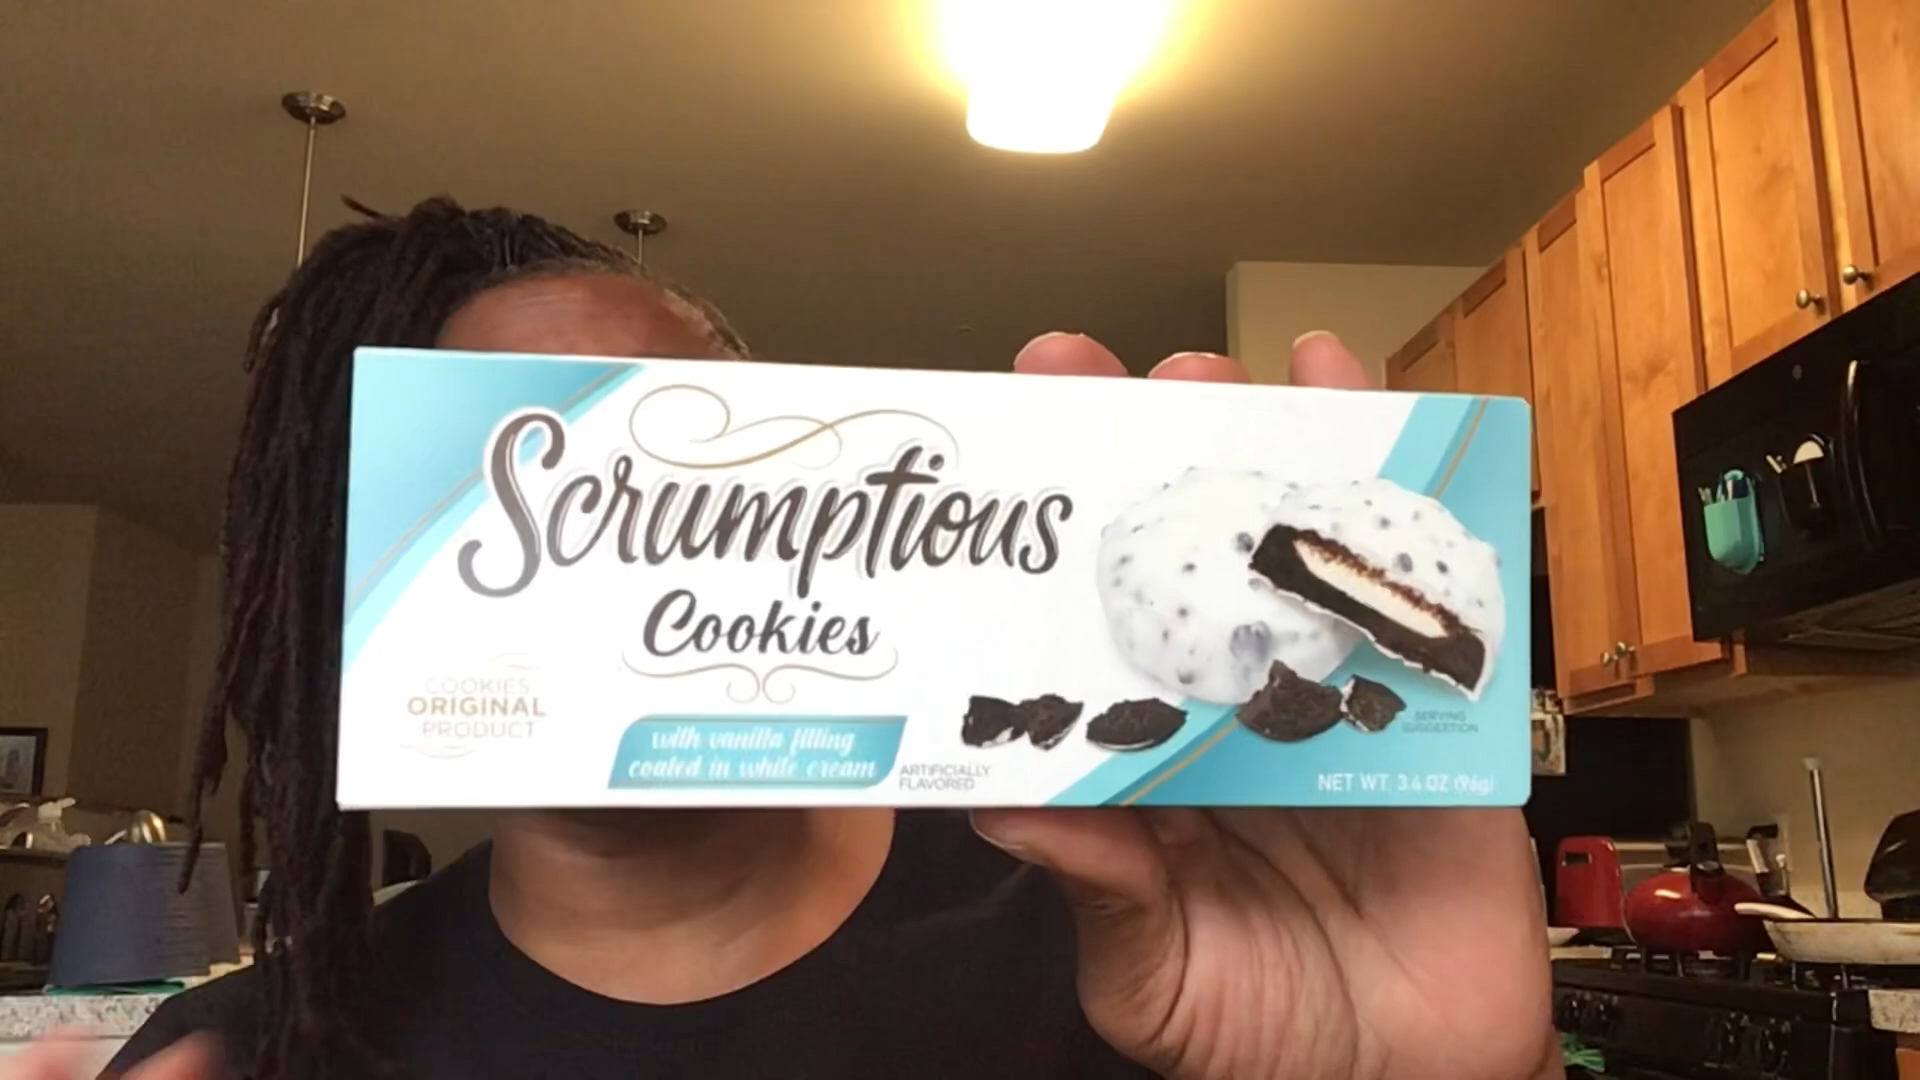 Scrumptious
Cookies
COOKIES
ORIGINAL
PRODUCT
with vanilla filling
coated in white cream
ARTIFICIALLY
FLAVORED
SERVING
SUGGESTION
NET WT. 3.4 OZ (96g)